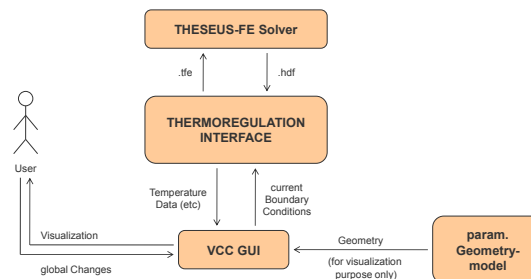 THESEUS-FE Solver
.tfe
.hdf
THERMOREGULATION
INTERFACE
User
Temperature
Data (etc)
current
Boundary
Conditions
Visualization
global Changes
VCC GUI
Geometry
(for visualization
purpose only)
param.
Geometry-
model